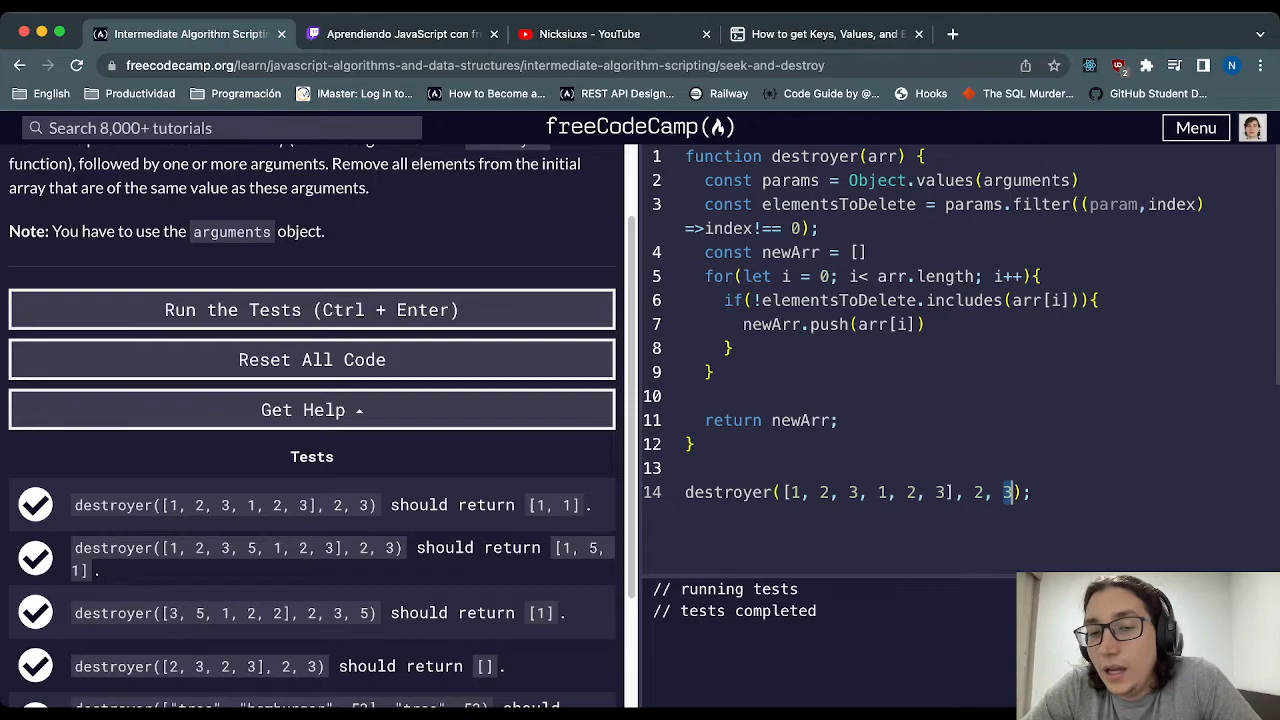 Intermediate Algorithm Scriptin
Aprendiendo JavaScript con fr
Nicksiuxs - YouTube
How to get Keys, Values, and E
freecodecamp.org/learn/javascript-algorithms-and-data-structures/intermediate-algorithm-scripting/seek-and-destroy
2
N
English
Productividad
Programación
IMaster: Log in to...
How to Become a...
REST API Design...
Railway
Code Guide by @...
Hooks
The SQL Murder...
GitHub Student D...
Search 8,000+ tutorials
freeCodeCamp
Menu
function), followed by one or more arguments. Remove all elements from the initial
array that are of the same value as these arguments.
Note: You have to use the arguments object.
Run the Tests (Ctrl + Enter)
Reset All Code
Get Help
Tests
destroyer([1, 2, 3, 1, 2, 3], 2, 3) should return [1, 1].
destroyer([1, 2, 3, 5, 1, 2, 3], 2, 3) should return [1, 5,
1].
destroyer([3, 5, 1, 2, 2], 2, 3, 5) should return [1].
destroyer([2, 3, 2, 3], 2, 3) should return [].
1 function destroyer(arr) {
2 const params = Object.values(arguments)
3 const elementsToDelete = params.filter((param,index)
=>index!== 0);
4 const newArr = []
5 for(let i = 0; i< arr.length; i++){
6 if(!elementsToDelete.includes(arr[i])){
7 newArr.push(arr[i])
8 }
9 }
10
11 return newArr;
12 }
13
14 destroyer([1, 2, 3, 1, 2, 3], 2, 3);
// running tests
// tests completed